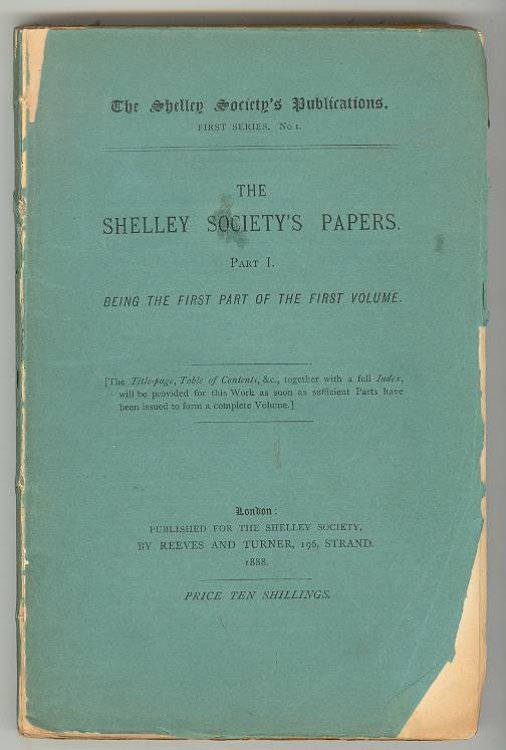 The Shelley Society's Publications.
FIRST SERIES. No 1.
THE
SHELLEY SOCIETY'S PAPERS.
PART I.
BEING THE FIRST PART OF THE FIRST VOLUME.
[The Title-page, Table of Contents, &c., together with a full Index,
will be provided for this Work as soon as sufficient Parts have
been issued to form a complete Volume.]
London:
PUBLISHED FOR THE SHELLEY SOCIETY,
BY REEVES AND TURNER, 196, STRAND.
1888.
PRICE TEN SHILLINGS.